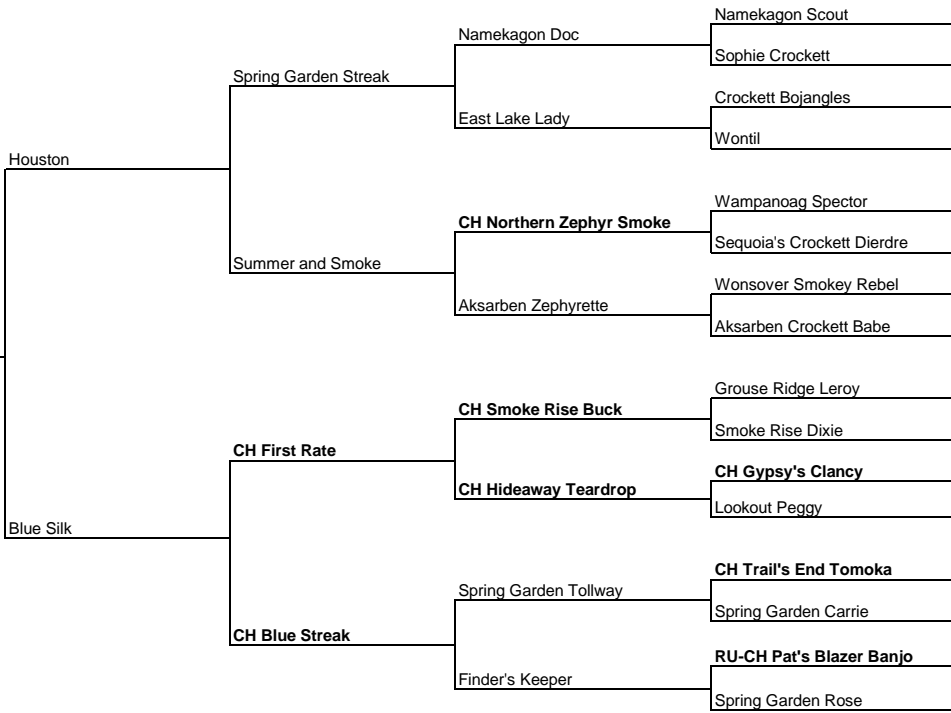 Namekagon Scout
Namekagon Doc
Sophie Crockett
Spring Garden Streak
Crockett Bojangles
East Lake Lady
Wontil
Houston
Wampanoag Spector
CH Northern Zephyr Smoke
Sequoia's Crockett Dierdre
Summer and Smoke
Wonsover Smokey Rebel
Aksarben Zephyrette
Aksarben Crockett Babe
Grouse Ridge Leroy
CH Smoke Rise Buck
Smoke Rise Dixie
CH First Rate
CH Gypsy's Clancy
CH Hideaway Teardrop
Lookout Peggy
Blue Silk
CH Trail's End Tomoka
Spring Garden Tollway
Spring Garden Carrie
CH Blue Streak
RU-CH Pat's Blazer Banjo
Finder's Keeper
Spring Garden Rose